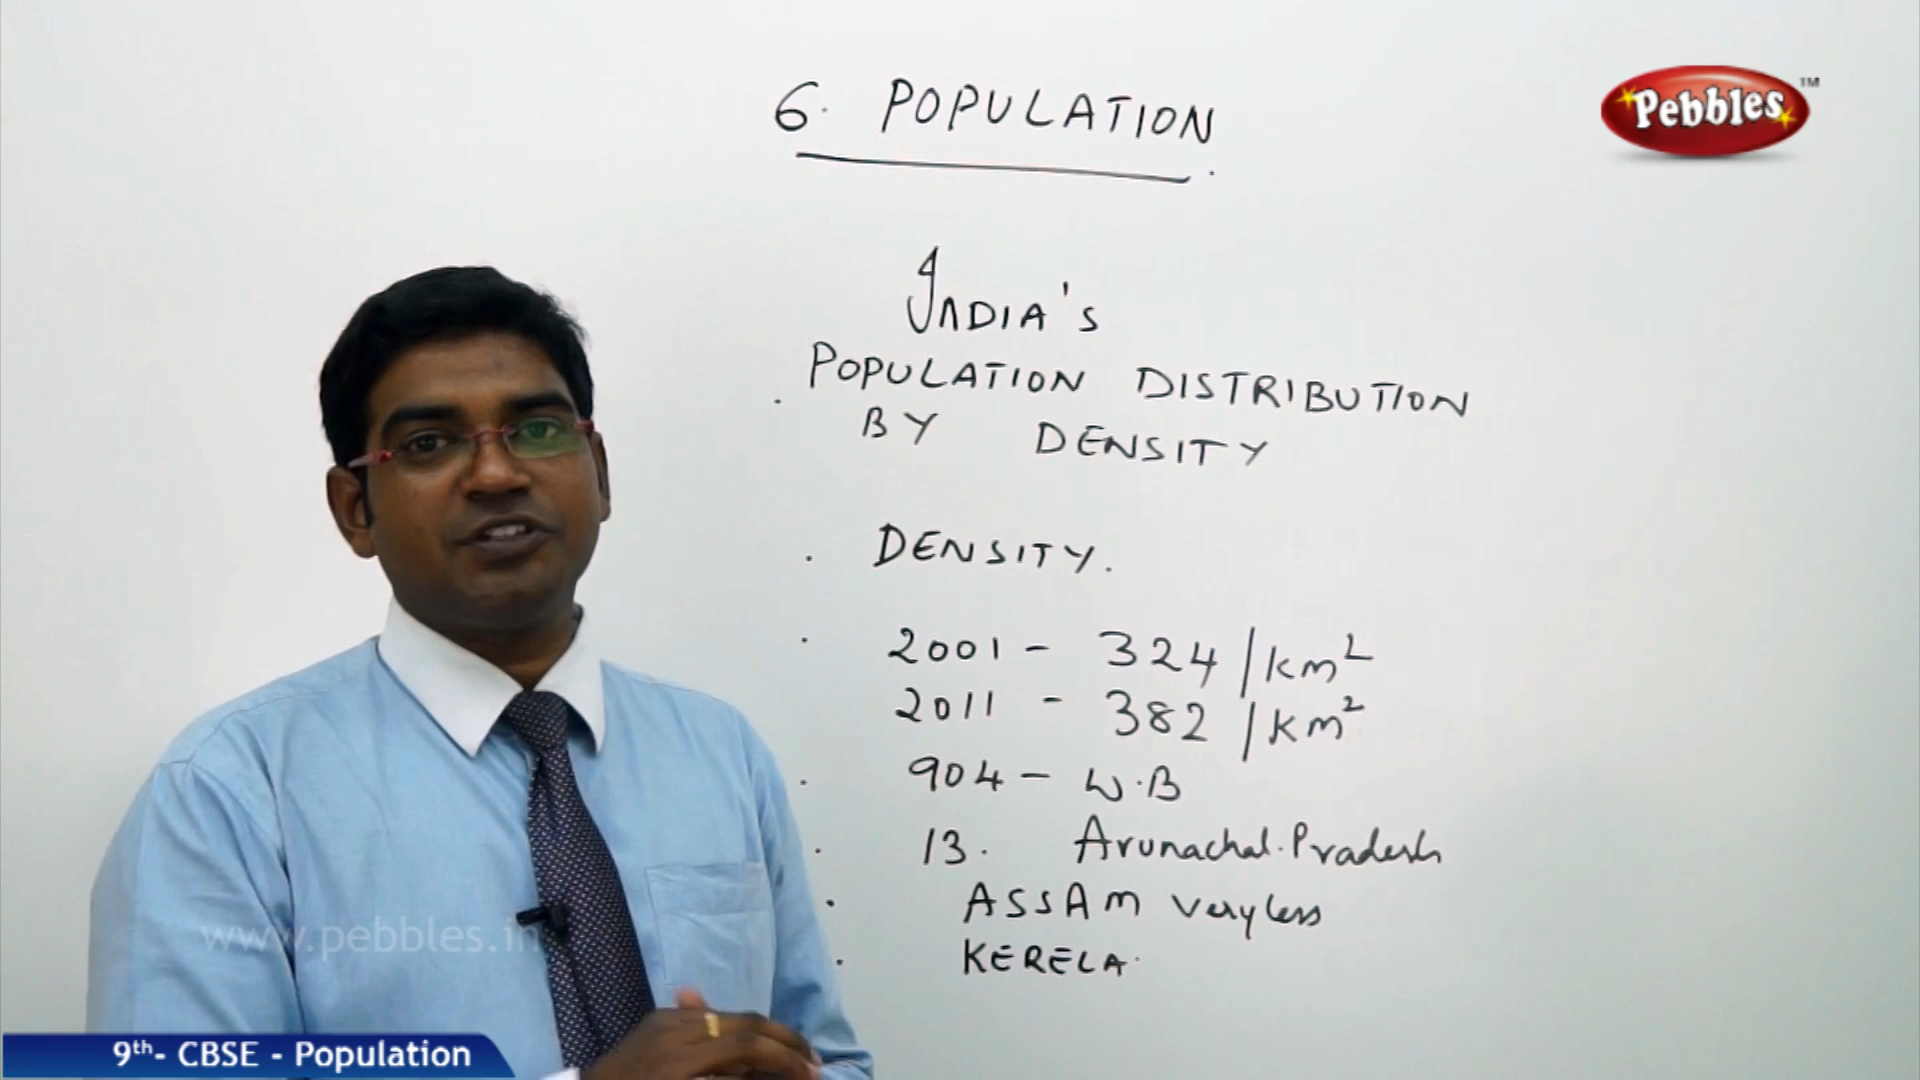 6. POPULATION
Pebbles™
INDIA's
POPULATION DISTRIBUTION
BY DENSITY
. DENSITY.
. 2001 - 324 /km²
2011 - 382 /km²
. 904 - W.B
. 13. Arunachal.Pradesh
. ASSAM very less
. KERELA.
www.pebbles.in
9th- CBSE - Population